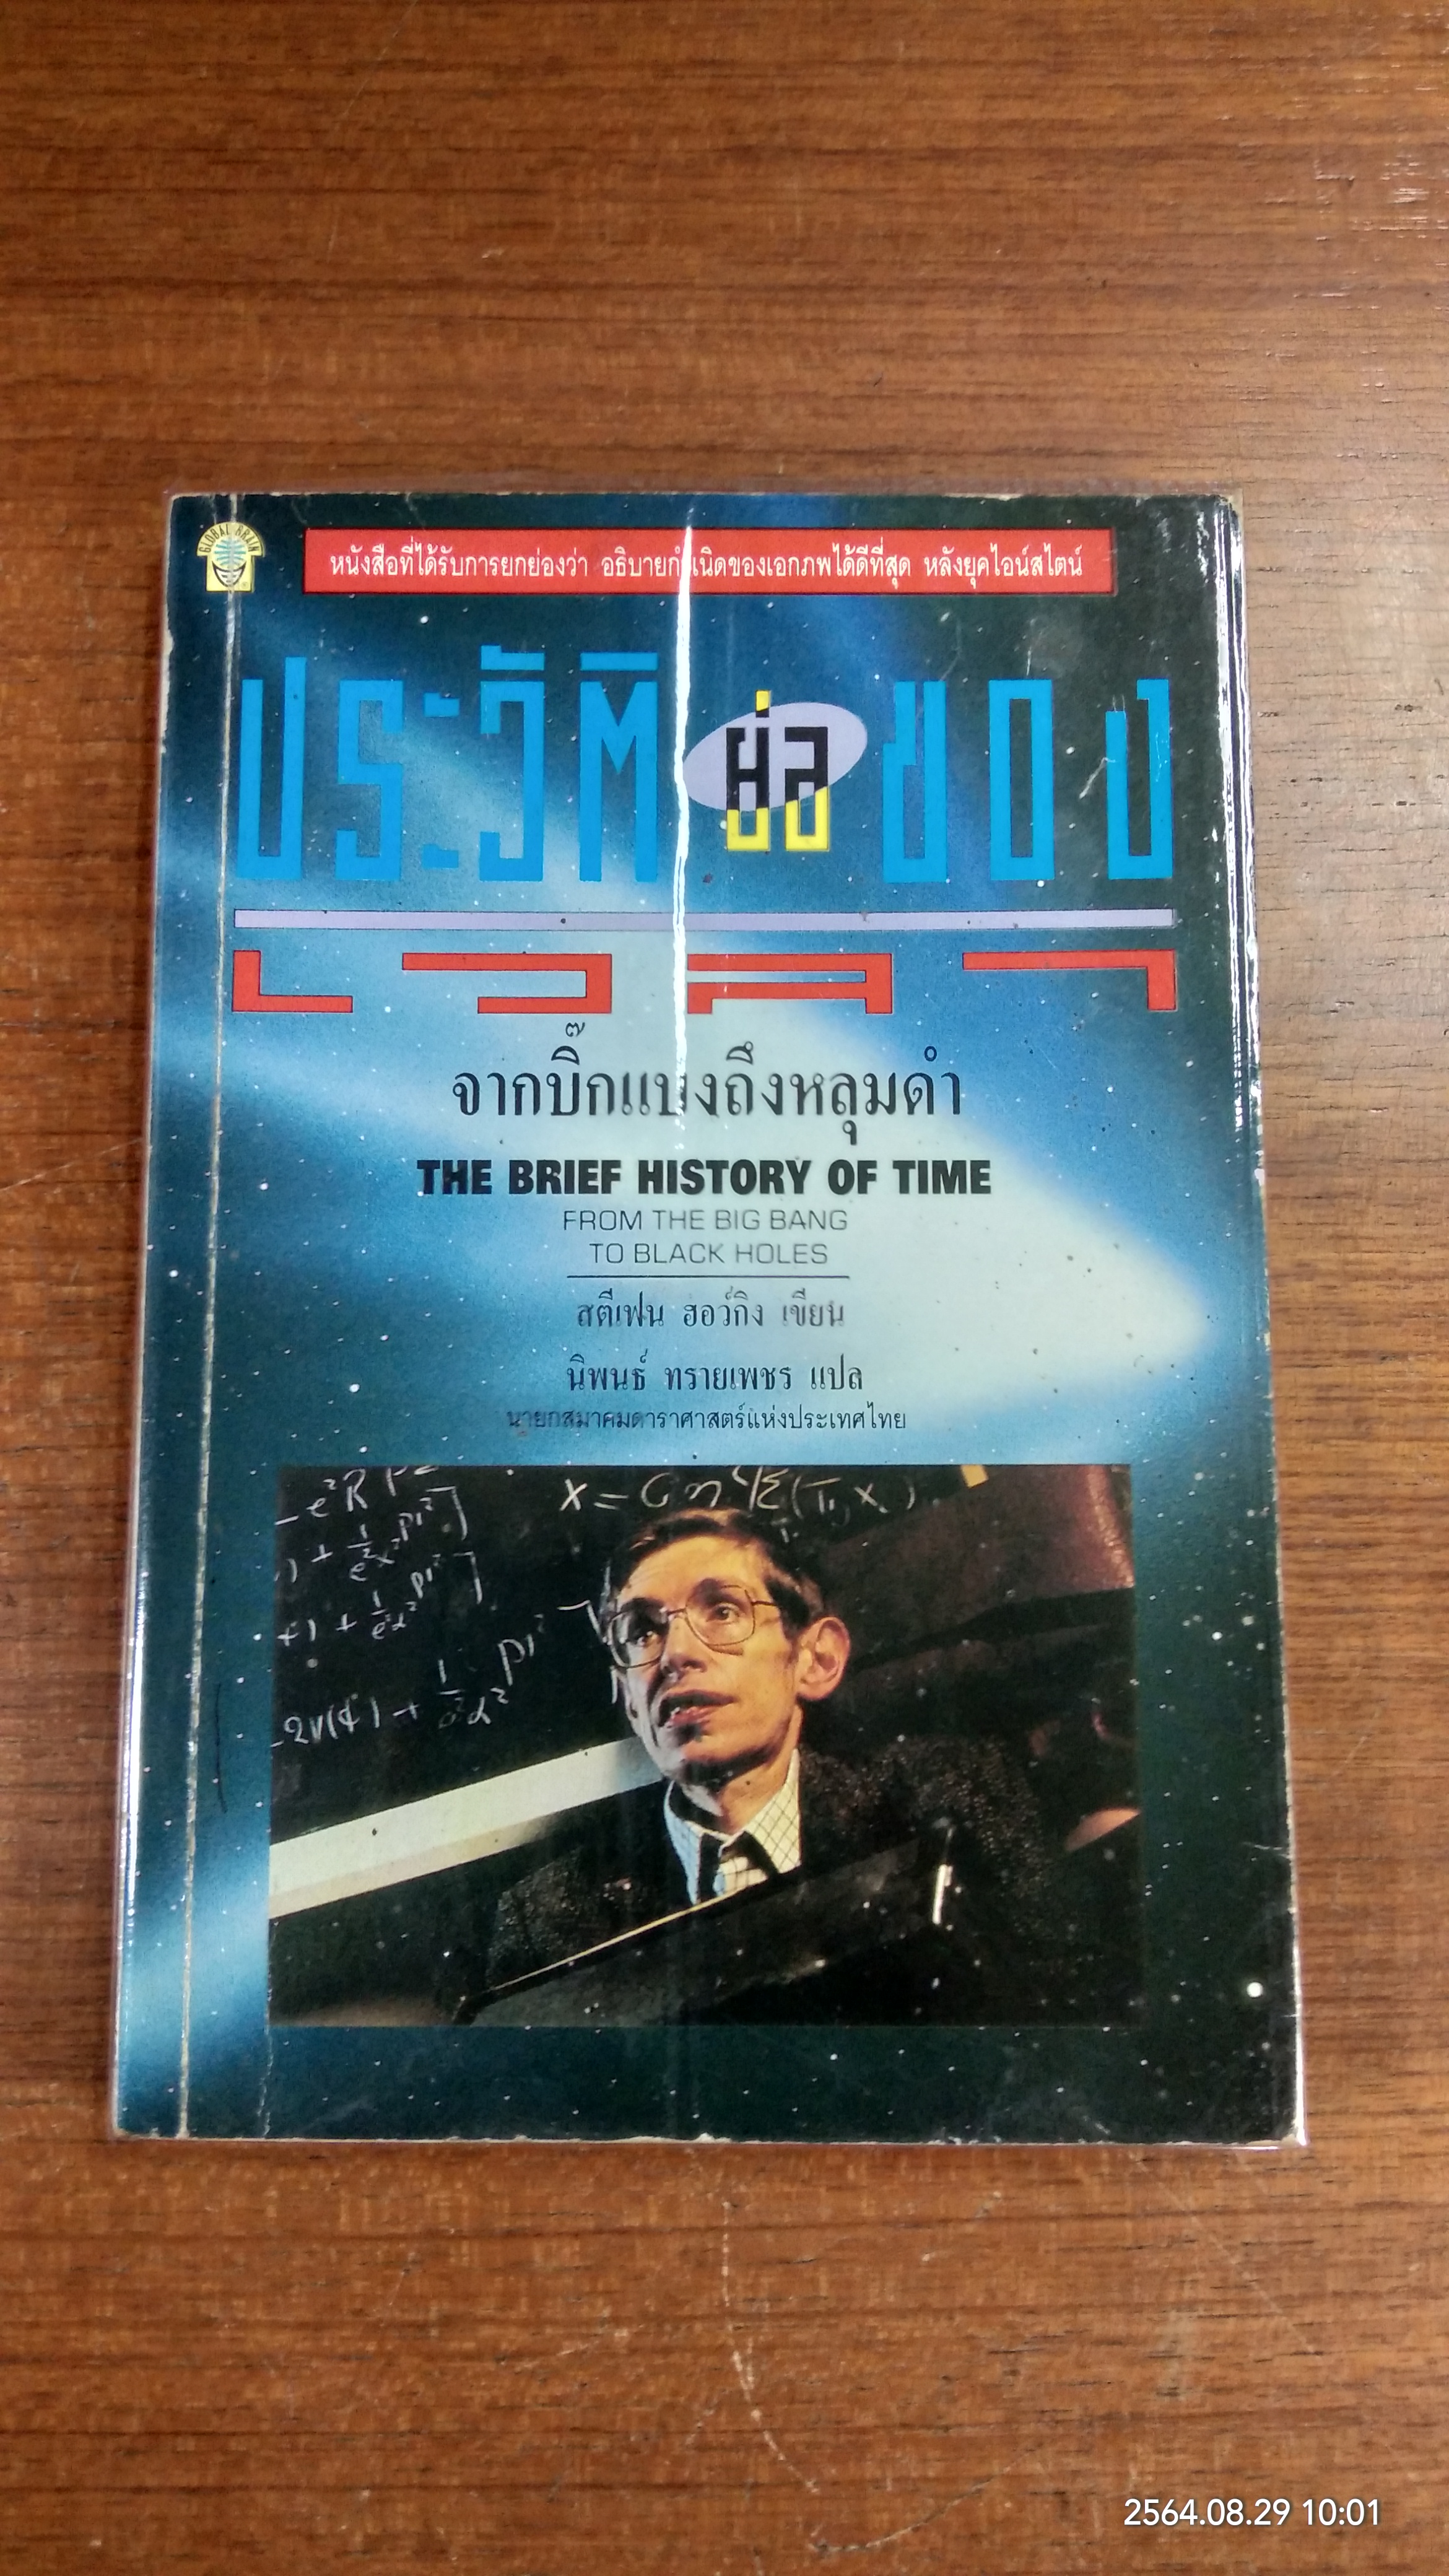 GLOBAL BRAIN
หนังสือที่ได้รับการยกย่องว่า อธิบายกำเนิดของเอกภพได้ดีที่สุด หลังยุคไอน์สไตน์
ประวัติย่อของ
เวลา
จากบิ๊กแบงถึงหลุมดำ
THE BRIEF HISTORY OF TIME
FROM THE BIG BANG
TO BLACK HOLES
สตีเฟน ฮอว์กิง เขียน
นิพนธ์ ทรายเพชร แปล
นายกสมาคมดาราศาสตร์แห่งประเทศไทย
2564.08.29 10:01